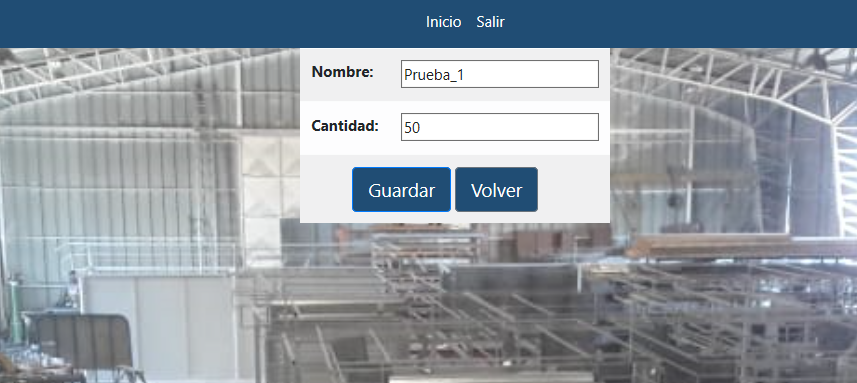 Inicio Salir
Nombre: Prueba_1
Cantidad: 50
Guardar Volver